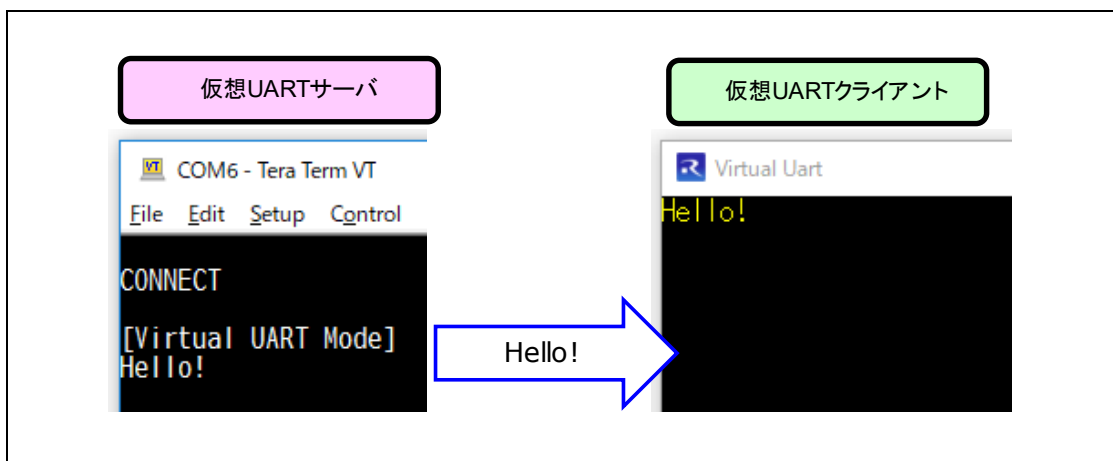 仮想UARTサーバ
仮想UARTクライアント
COM6 - Tera Term VT
File Edit Setup Control
CONNECT
[Virtual UART Mode]
Hello!
Hello!
Virtual Uart
Hello!